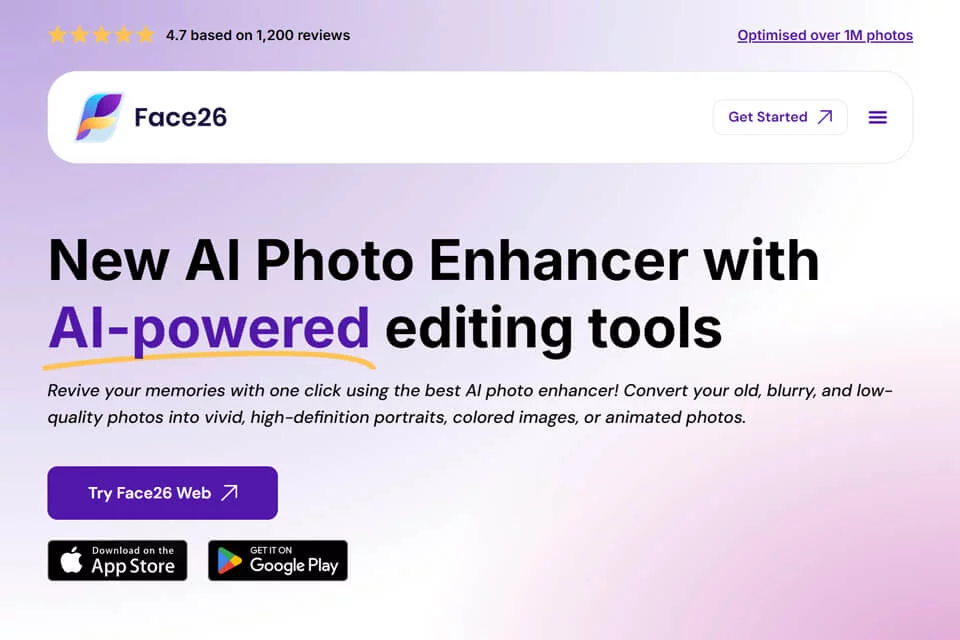 4.7 based on 1,200 reviews
Optimised over 1M photos
Face26
Get Started
New AI Photo Enhancer with
AI-powered editing tools
Revive your memories with one click using the best AI photo enhancer! Convert your old, blurry, and low-
quality photos into vivid, high-definition portraits, colored images, or animated photos.
Try Face26 Web
Download on the
App Store
GET IT ON
Google Play